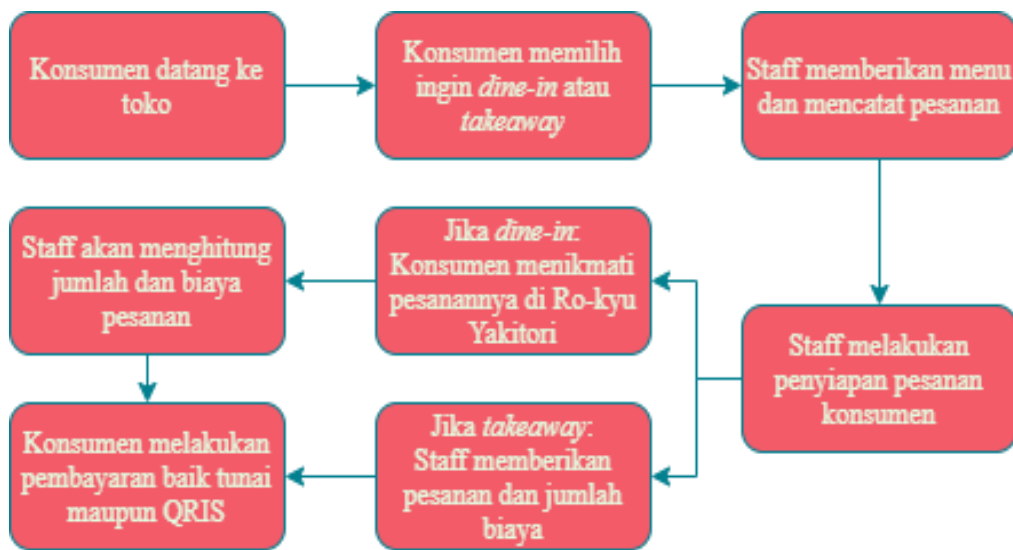 Konsumen datang ke
toko
Konsumen memilih
ingin dine-in atau
takeaway
Staff memberikan menu
dan mencatat pesanan
Staff melakukan
penyiapan pesanan
konsumen
Jika dine-in:
Konsumen menikmati
pesanannya di Ro-kyu
Yakitori
Staff akan menghitung
jumlah dan biaya
pesanan
Jika takeaway:
Staff memberikan
pesanan dan jumlah
biaya
Konsumen melakukan
pembayaran baik tunai
maupun QRIS